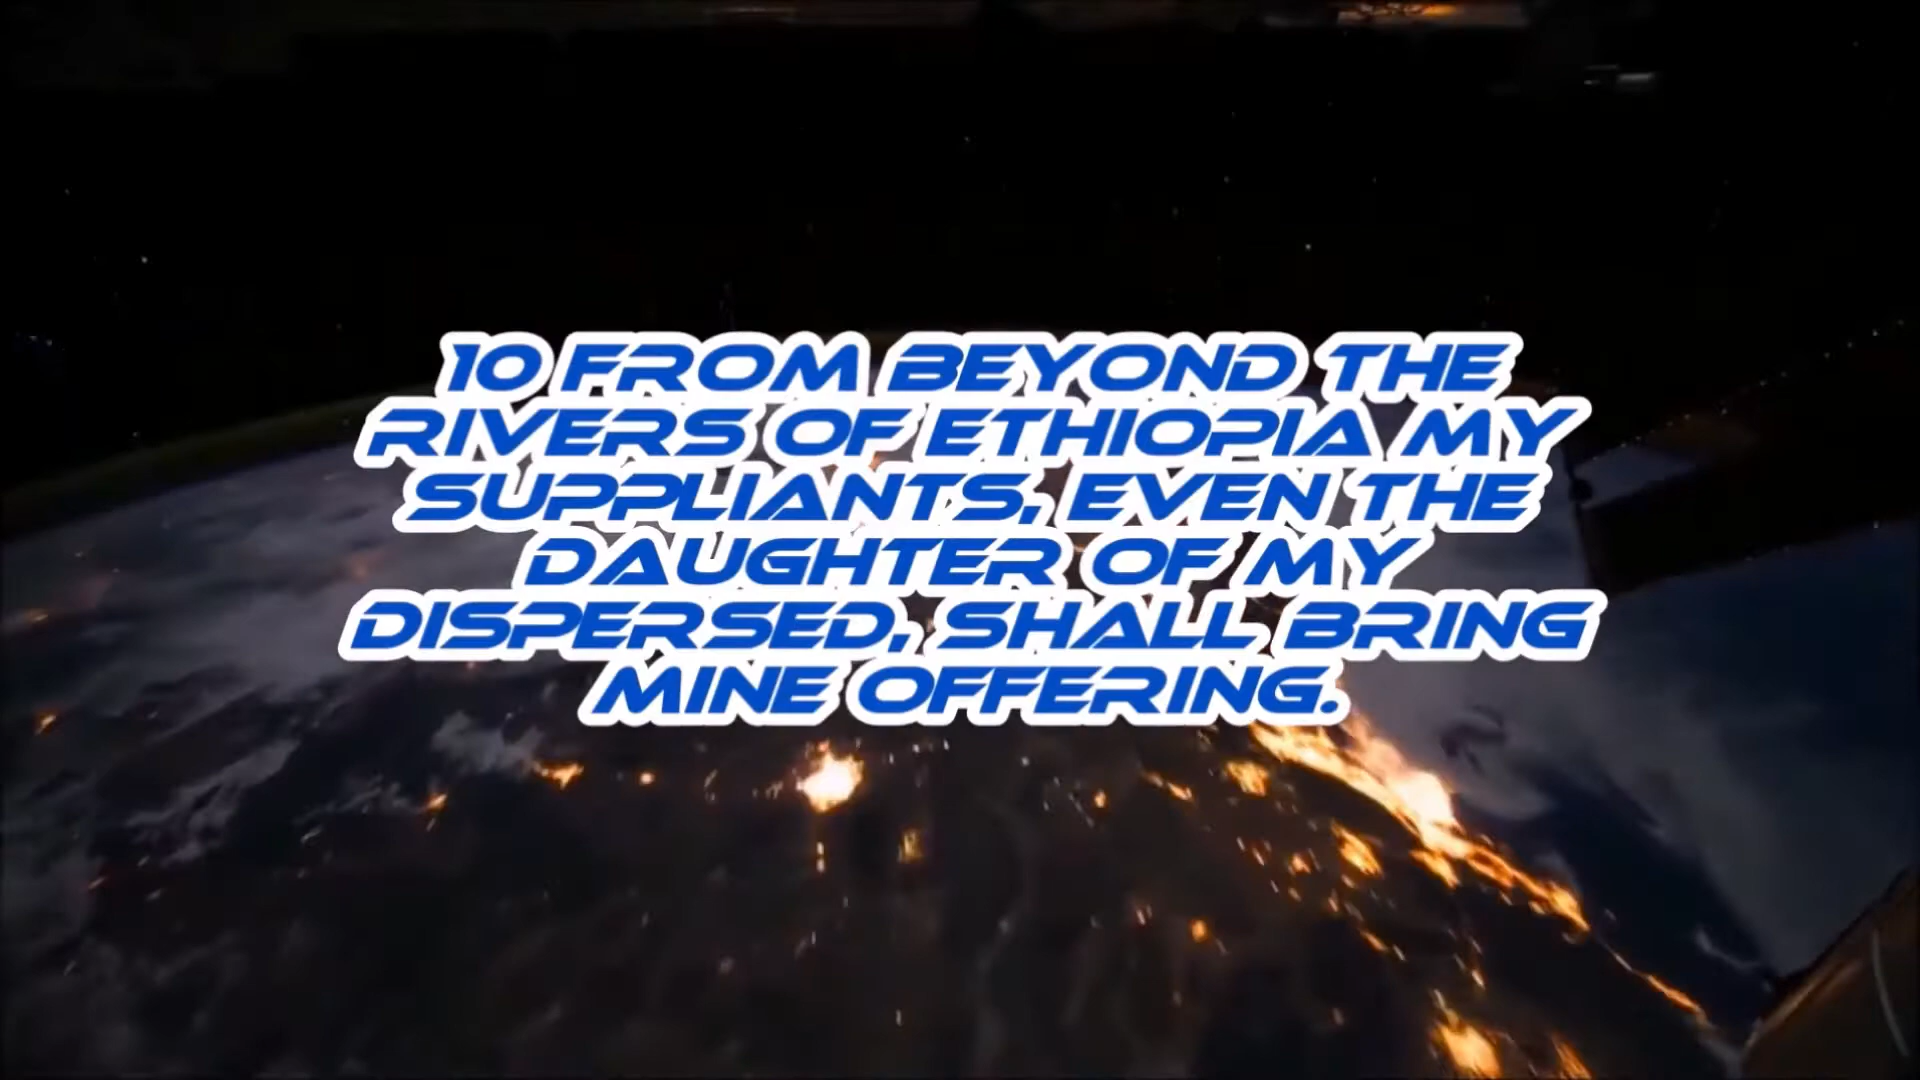 10 FROM BEYOND THE
RIVERS OF ETHIOPIA MY
SUPPLIANTS, EVEN THE
DAUGHTER OF MY
DISPERSED, SHALL BRING
MINE OFFERING.